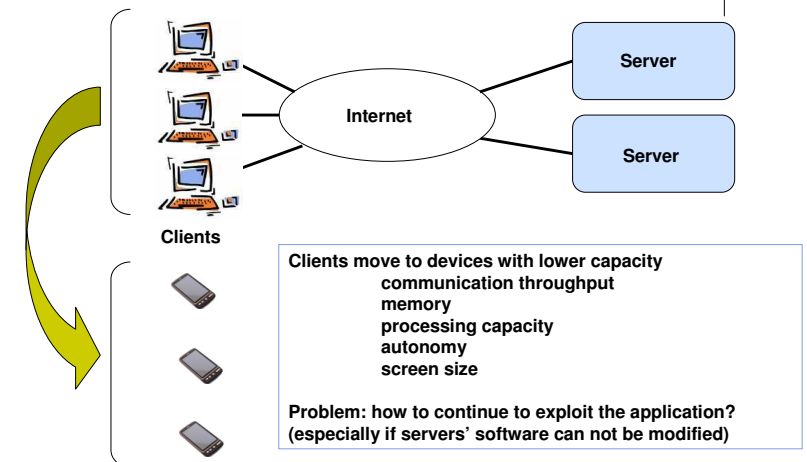 Server
Internet
Server
Clients
Clients move to devices with lower capacity
communication throughput
memory
processing capacity
autonomy
screen size
Problem: how to continue to exploit the application?
(especially if servers' software can not be modified)